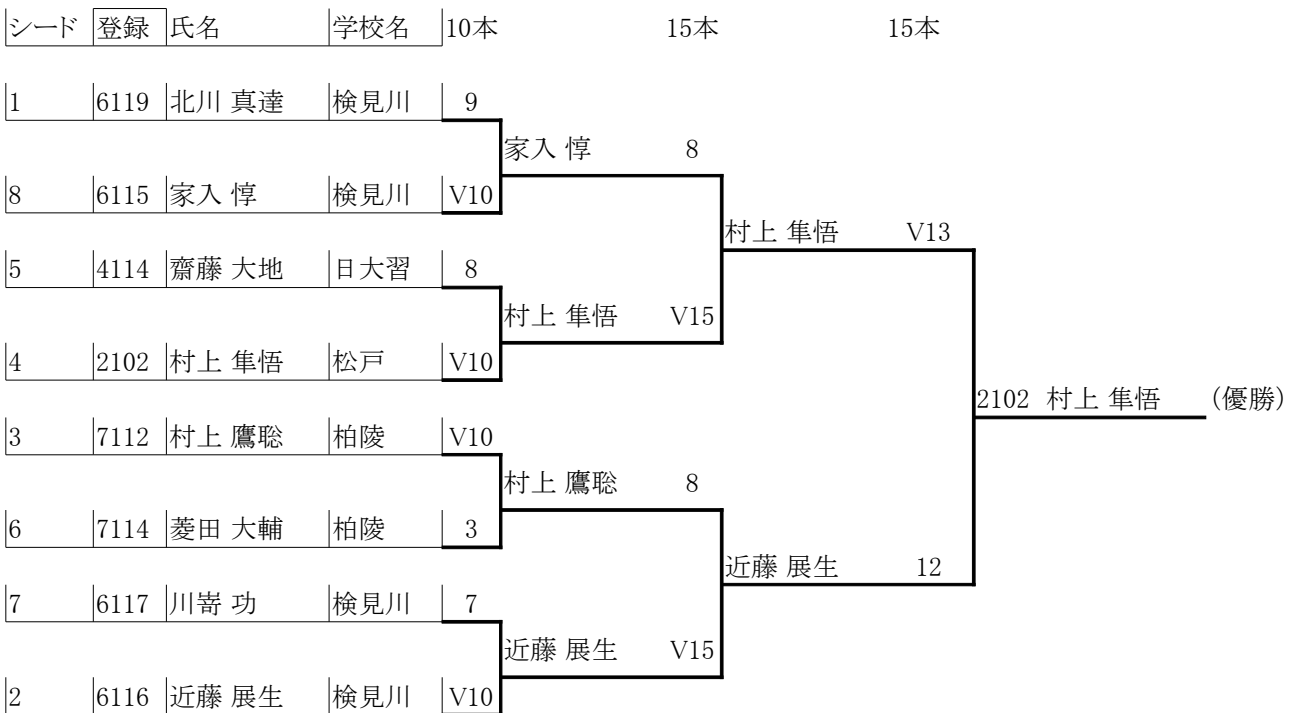 シード 登録 氏名 学校名 10本 15本 15本
1 6119 北川 真達 検見川 9
家入 惇 8
8 6115 家入 惇 検見川 V10
村上 隼悟 V13
5 4114 齋藤 大地 日大習 8
村上 隼悟 V15
4 2102 村上 隼悟 松戸 V10
2102 村上 隼悟 (優勝)
3 7112 村上 鷹聡 柏陵 V10
村上 鷹聡 8
6 7114 菱田 大輔 柏陵 3
近藤 展生 12
7 6117 川嵜 功 検見川 7
近藤 展生 V15
2 6116 近藤 展生 検見川 V10